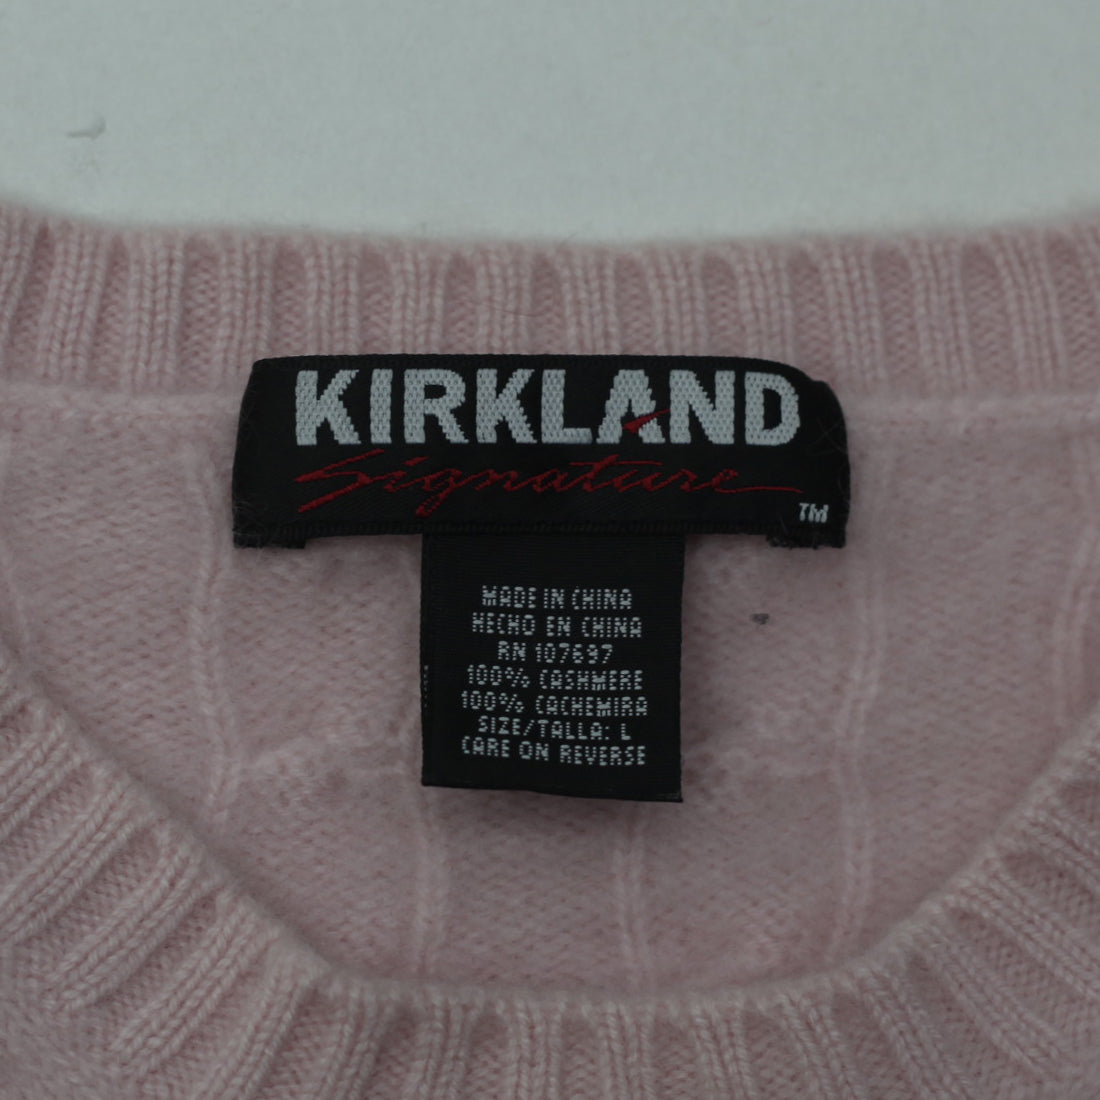 KIRKLAND
Signature
TM
MADE IN CHINA
HECHO EN CHINA
RN 107697
100% CASHMERE
100% CACHEMIRA
SIZE/TALLA: L
CARE ON REVERSE